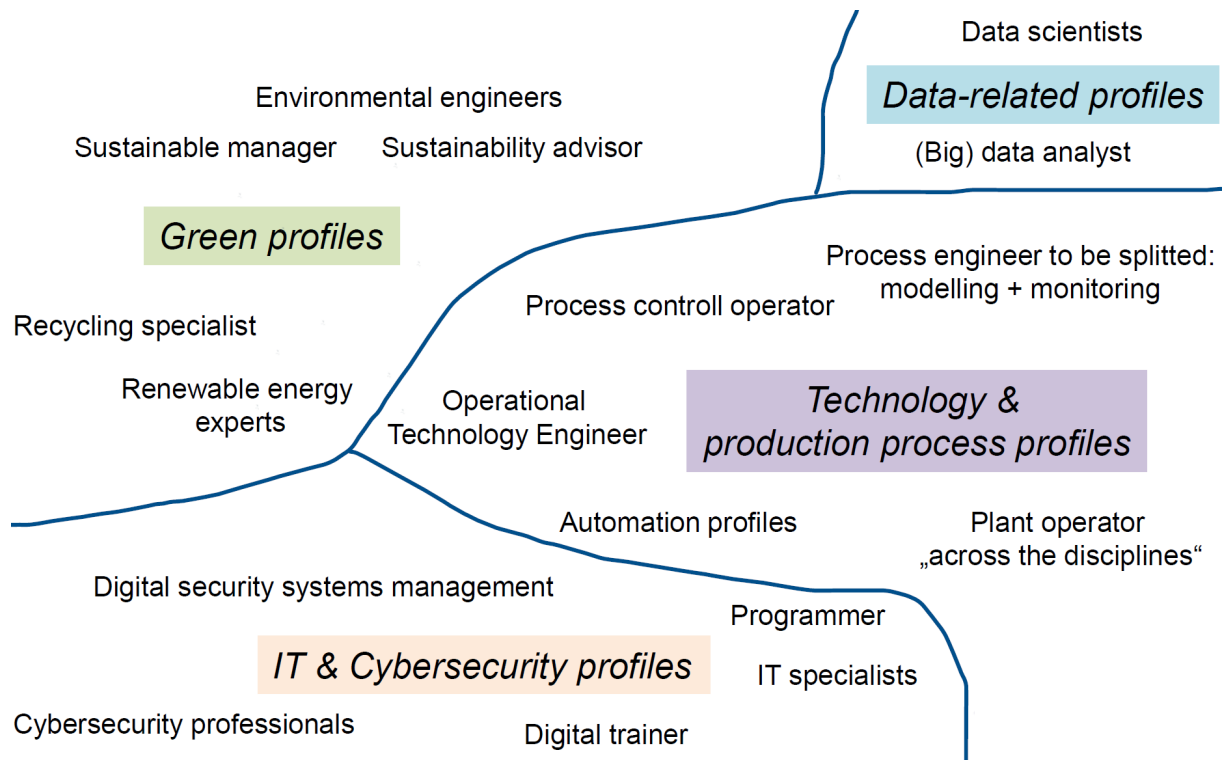 Data scientists
Data-related profiles
(Big) data analyst
Environmental engineers
Sustainable manager
Sustainability advisor
Green profiles
Recycling specialist
Renewable energy
experts
Process engineer to be splitted:
modelling + monitoring
Process controll operator
Operational
Technology Engineer
Technology &
production process profiles
Automation profiles
Plant operator
„across the disciplines“
Digital security systems management
Programmer
IT & Cybersecurity profiles
IT specialists
Cybersecurity professionals
Digital trainer